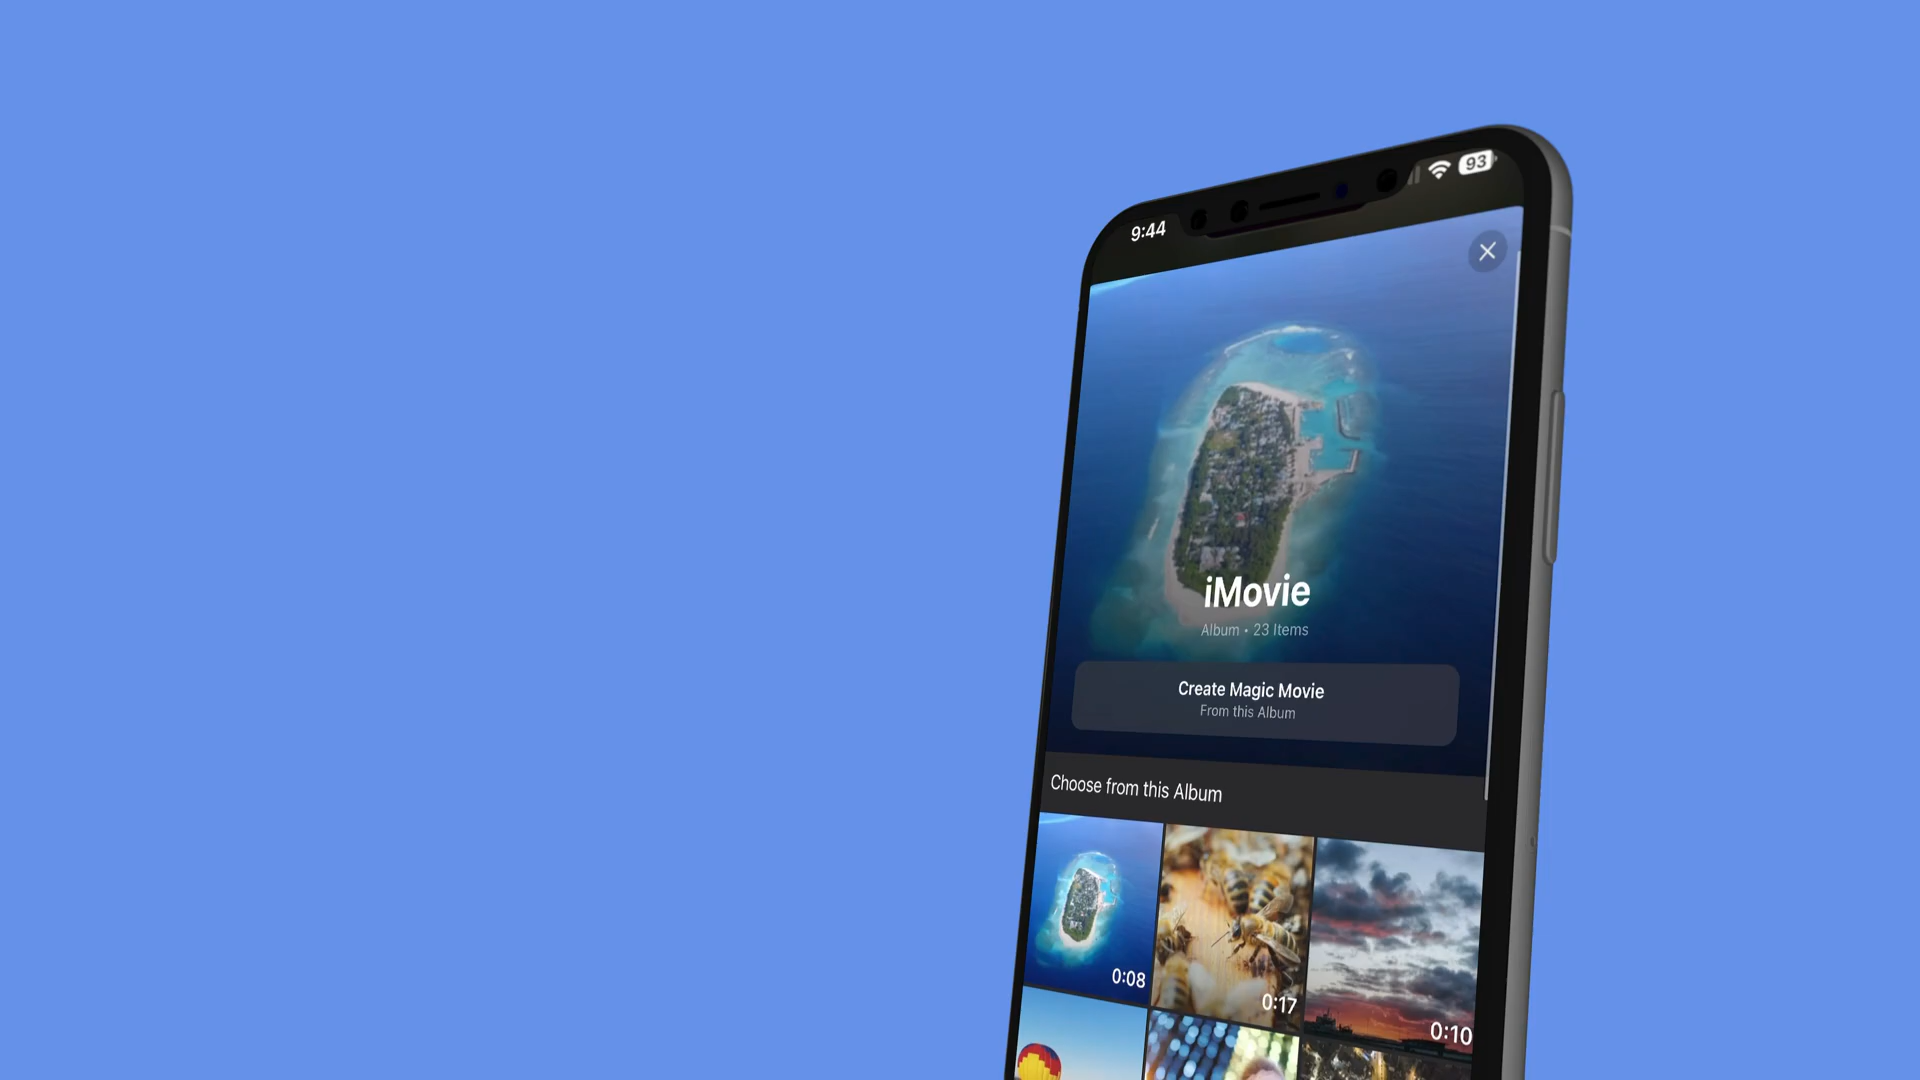 9:44
93
iMovie
Album • 23 Items
Create Magic Movie
From this Album
Choose from this Album
0:08
0:17
0:10